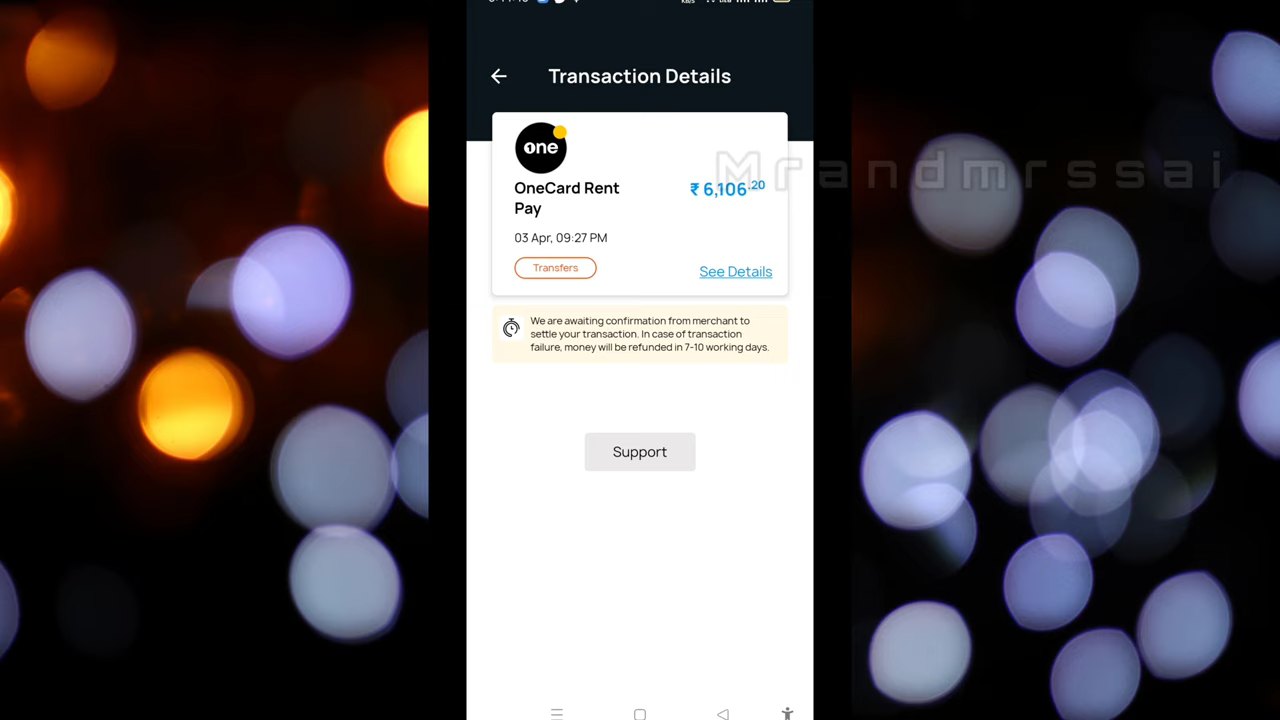 Transaction Details
one
OneCard Rent
Pay
₹ 6,106.20
03 Apr, 09:27 PM
Transfers
See Details
We are awaiting confirmation from merchant to
settle your transaction. In case of transaction
failure, money will be refunded in 7-10 working days.
Support
Mrandmrssai